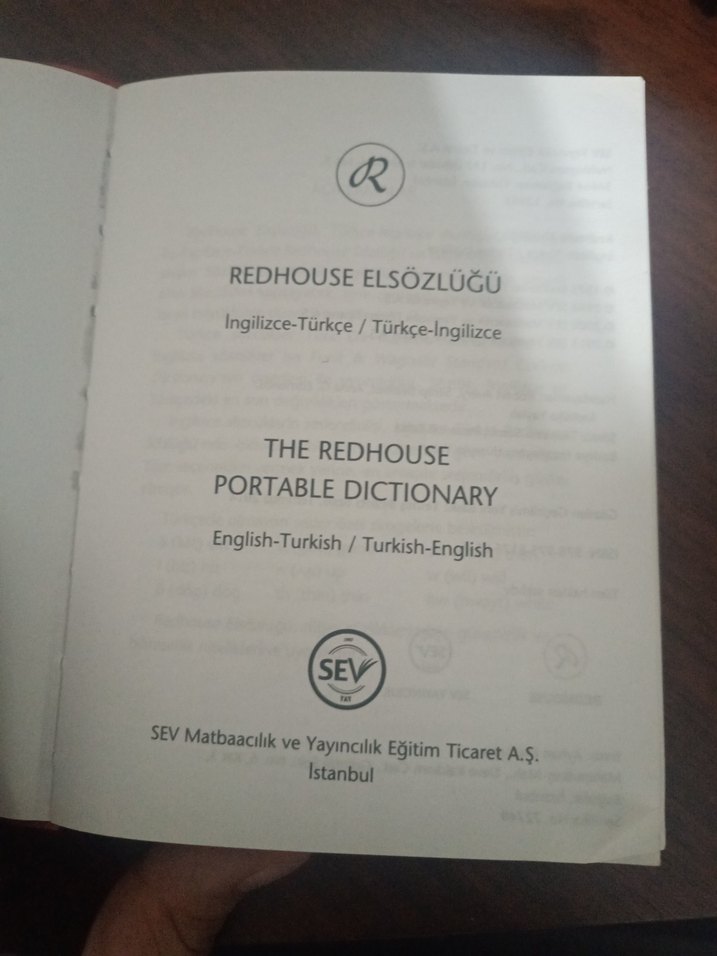 R
REDHOUSE ELSÖZLÜĞÜ
İngilizce-Türkçe / Türkçe-İngilizce
THE REDHOUSE
PORTABLE DICTIONARY
English-Turkish / Turkish-English
SEV
YAY
SEV Matbaacılık ve Yayıncılık Eğitim Ticaret A.Ş.
İstanbul